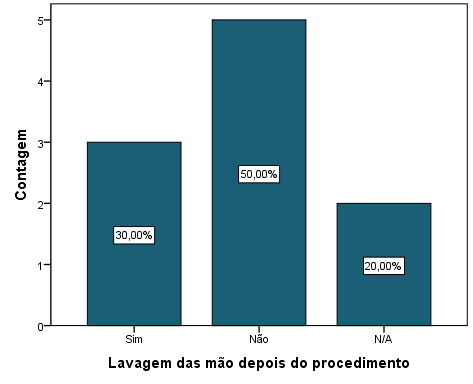 5
4
3
2
1
0
Contagem
30,00%
50,00%
20,00%
Sim
Não
N/A
Lavagem das mão depois do procedimento